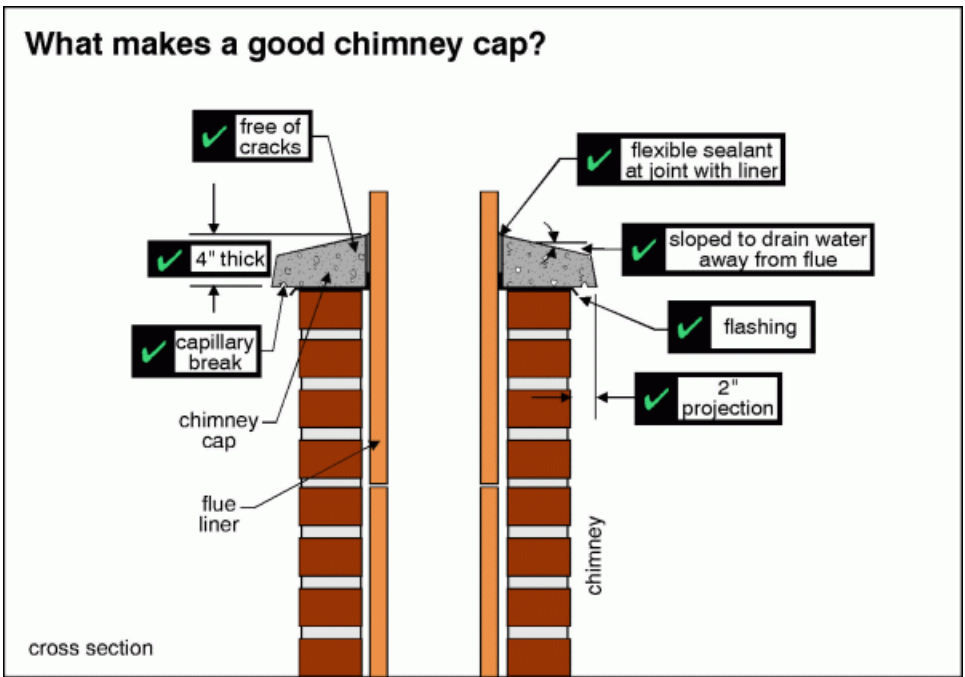 What makes a good chimney cap?
free of
cracks
flexible sealant
at joint with liner
4" thick
sloped to drain water
away from flue
capillary
break
flashing
2"
projection
chimney
cap
flue
liner
chimney
cross section